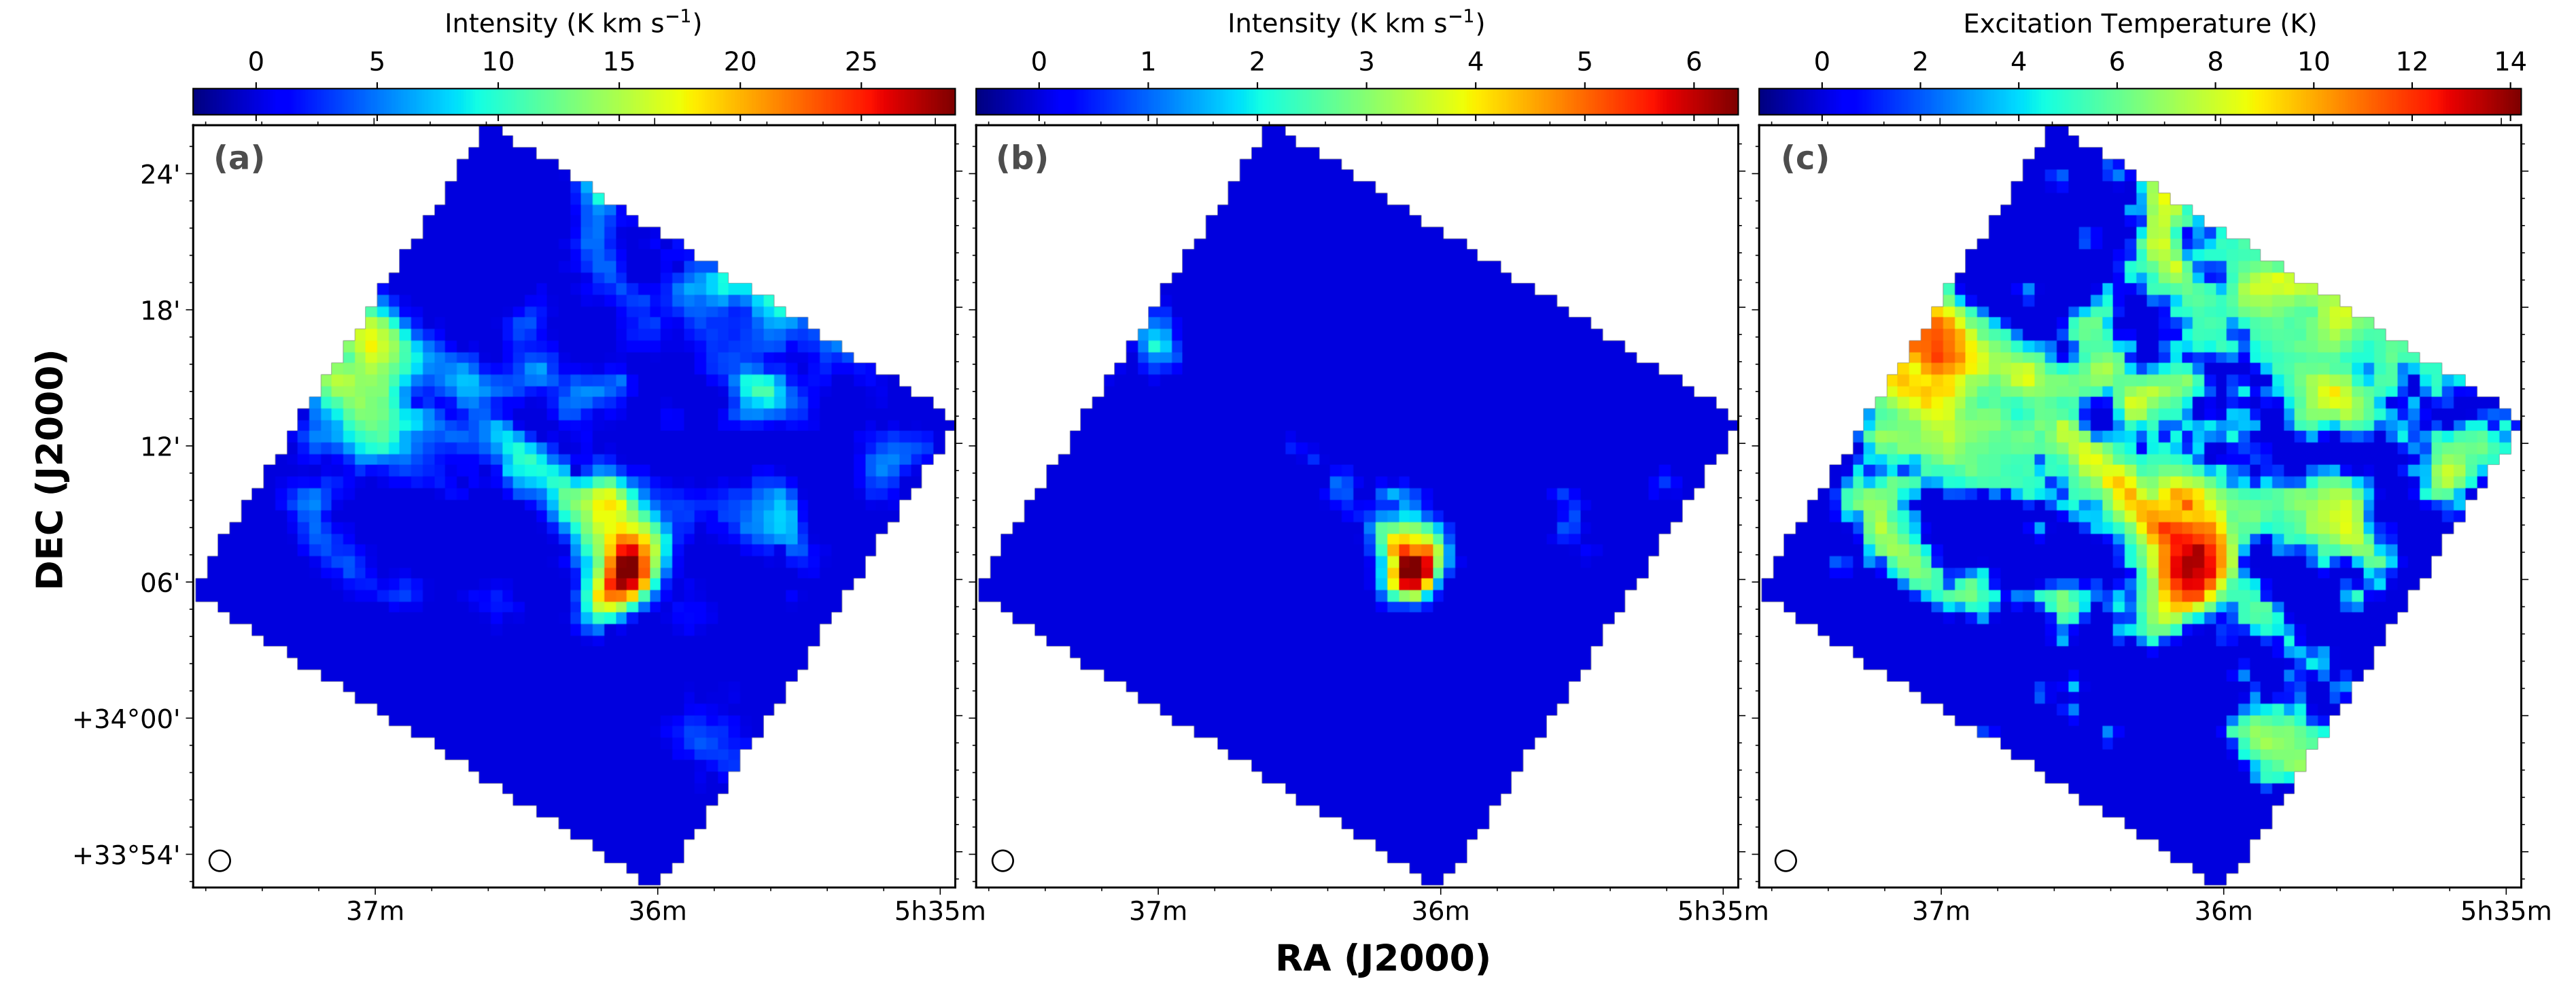 Intensity (K km s⁻¹) Intensity (K km s⁻¹) Excitation Temperature (K)
0 5 10 15 20 25 0 1 2 3 4 5 6 0 2 4 6 8 10 12 14
(a) (b) (c)
24'
18'
12'
06'
+34°00'
+33°54'
DEC (J2000)
37m 36m 5h35m 37m 36m 5h35m 37m 36m 5h35m
RA (J2000)